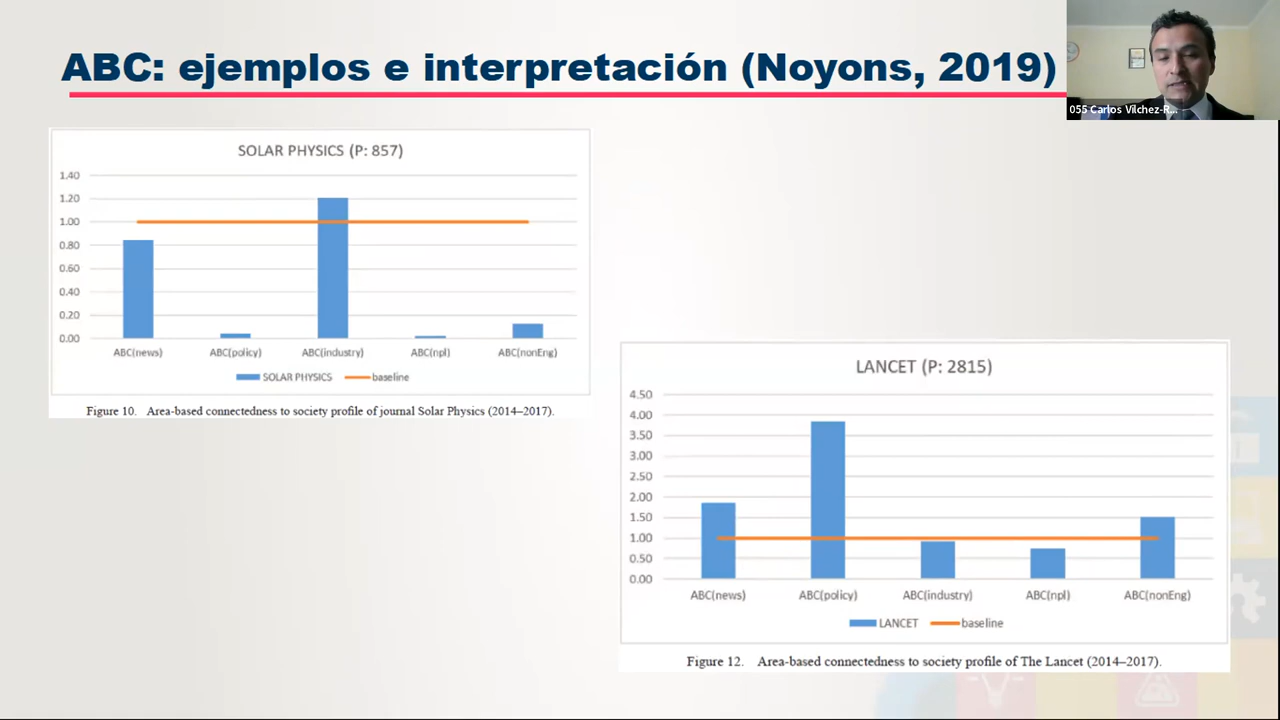 ABC: ejemplos e interpretación (Noyons, 2019)
055 Carlos Vilchez-R...
SOLAR PHYSICS (P: 857)
1.40
1.20
1.00
0.80
0.60
0.40
0.20
0.00
ABC(news) ABC(policy) ABC(industry) ABC(npl) ABC(nonEng)
SOLAR PHYSICS baseline
Figure 10. Area-based connectedness to society profile of journal Solar Physics (2014–2017).
LANCET (P: 2815)
4.50
4.00
3.50
3.00
2.50
2.00
1.50
1.00
0.50
0.00
ABC(news) ABC(policy) ABC(industry) ABC(npl) ABC(nonEng)
LANCET baseline
Figure 12. Area-based connectedness to society profile of The Lancet (2014–2017).